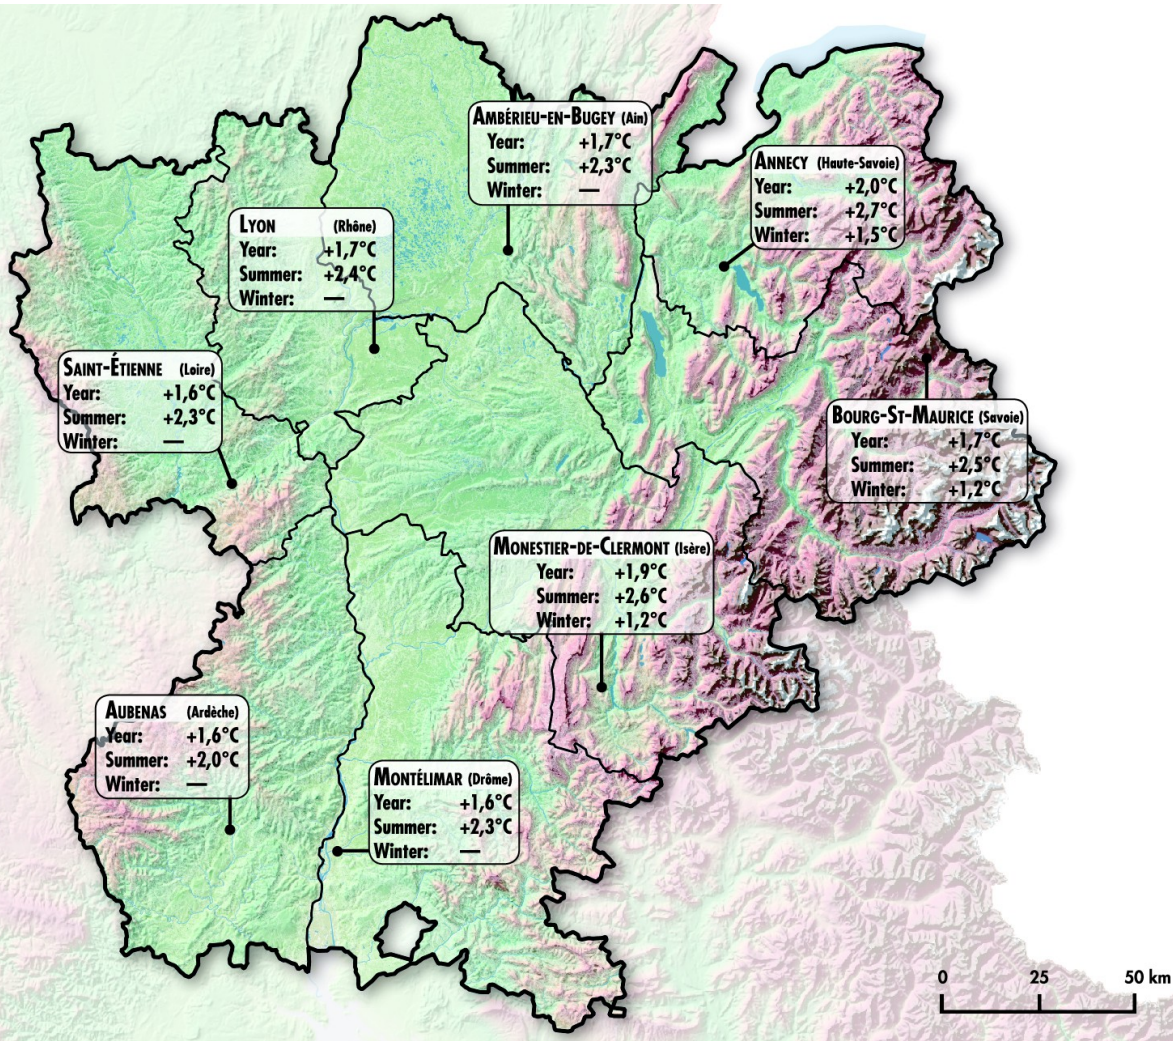 AMBÉRIEU-EN-BUGEY (Ain)
Year: +1,7°C
Summer: +2,3°C
Winter: —
ANNECY (Haute-Savoie)
Year: +2,0°C
Summer: +2,7°C
Winter: +1,5°C
LYON (Rhône)
Year: +1,7°C
Summer: +2,4°C
Winter: —
SAINT-ÉTIENNE (Loire)
Year: +1,6°C
Summer: +2,3°C
Winter: —
BOURG-ST-MAURICE (Savoie)
Year: +1,7°C
Summer: +2,5°C
Winter: +1,2°C
MONESTIER-DE-CLERMONT (Isère)
Year: +1,9°C
Summer: +2,6°C
Winter: +1,2°C
AUBENAS (Ardèche)
Year: +1,6°C
Summer: +2,0°C
Winter: —
MONTÉLIMAR (Drôme)
Year: +1,6°C
Summer: +2,3°C
Winter: —
0 25 50 km